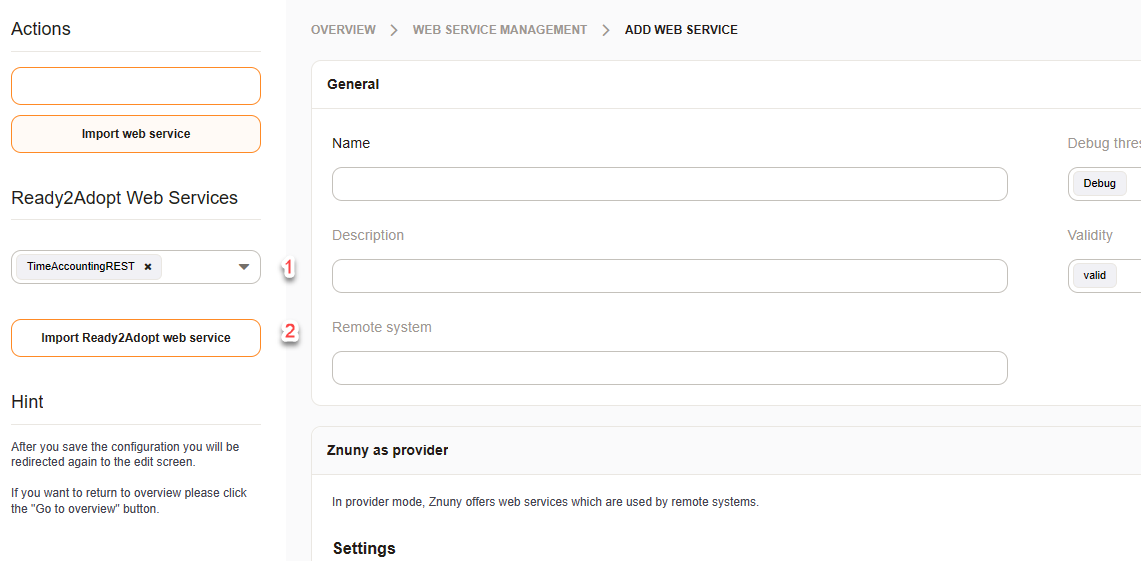 Actions
Import web service
Ready2Adopt Web Services
TimeAccountingREST ×
1
Import Ready2Adopt web service
2
Hint
After you save the configuration you will be
redirected again to the edit screen.
If you want to return to overview please click
the "Go to overview" button.
OVERVIEW > WEB SERVICE MANAGEMENT > ADD WEB SERVICE
General
Name
Debug thres
Debug
Description
Validity
valid
Remote system
Znuny as provider
In provider mode, Znuny offers web services which are used by remote systems.
Settings